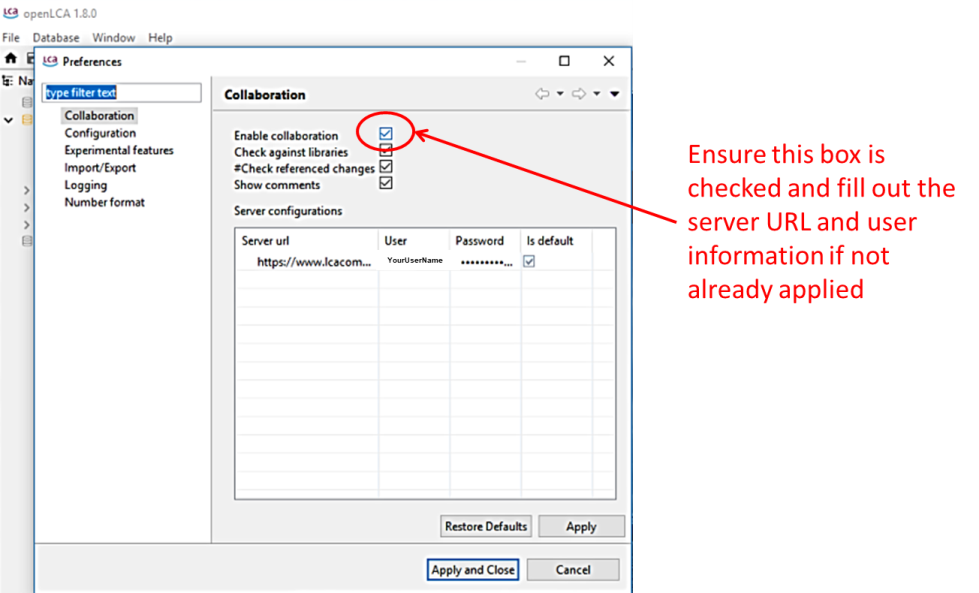 LCA openLCA 1.8.0
File Database Window Help
LCA Preferences
Na
type filter text
Collaboration
Configuration
Experimental features
Import/Export
Logging
Number format
Collaboration
Enable collaboration
Check against libraries
#Check referenced changes
Show comments
Server configurations
Server url User Password Is default
https://www.lcacom... YourUserName •••••••••...
Restore Defaults Apply
Apply and Close Cancel
Ensure this box is
checked and fill out the
server URL and user
information if not
already applied